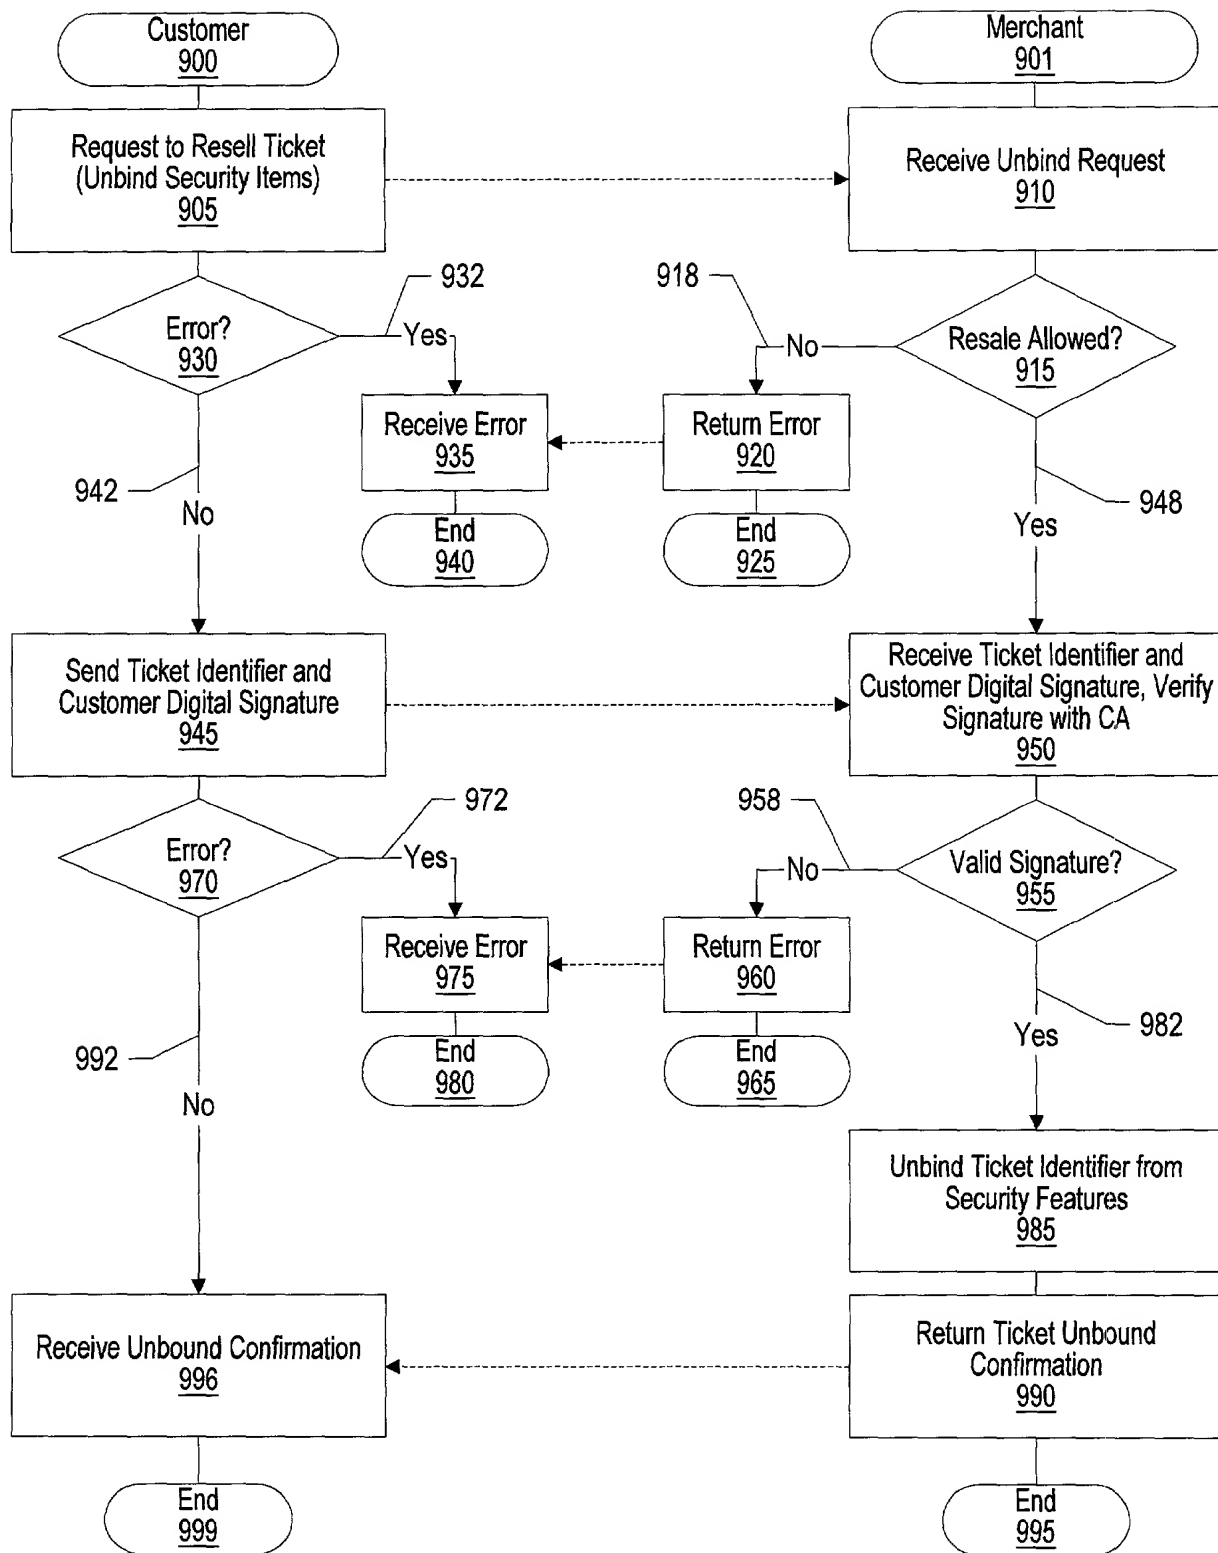 Customer
900
Merchant
901
Request to Resell Ticket
(Unbind Security Items)
905
Receive Unbind Request
910
932
918
Error?
930
Yes
No
Resale Allowed?
915
Receive Error
935
Return Error
920
942
948
No
End
940
End
925
Yes
Send Ticket Identifier and
Customer Digital Signature
945
Receive Ticket Identifier and
Customer Digital Signature, Verify
Signature with CA
950
972
958
Error?
970
Yes
No
Valid Signature?
955
Receive Error
975
Return Error
960
992
982
End
980
End
965
Yes
No
Unbind Ticket Identifier from
Security Features
985
Receive Unbound Confirmation
996
Return Ticket Unbound
Confirmation
990
End
999
End
995